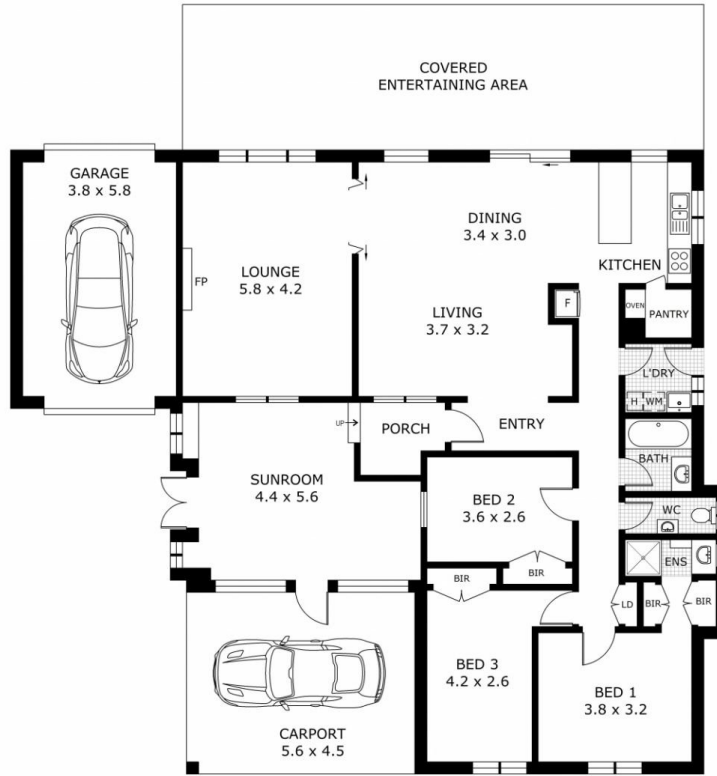 COVERED
ENTERTAINING AREA
GARAGE
3.8 x 5.8
DINING
3.4 x 3.0
LOUNGE
5.8 x 4.2
FP
KITCHEN
LIVING
3.7 x 3.2
F
OVEN
PANTRY
L'DRY
H
WM
UP
PORCH
ENTRY
BATH
SUNROOM
4.4 x 5.6
BED 2
3.6 x 2.6
WC
ENS
BIR
BIR
LD
BIR
BIR
BED 3
4.2 x 2.6
BED 1
3.8 x 3.2
CARPORT
5.6 x 4.5